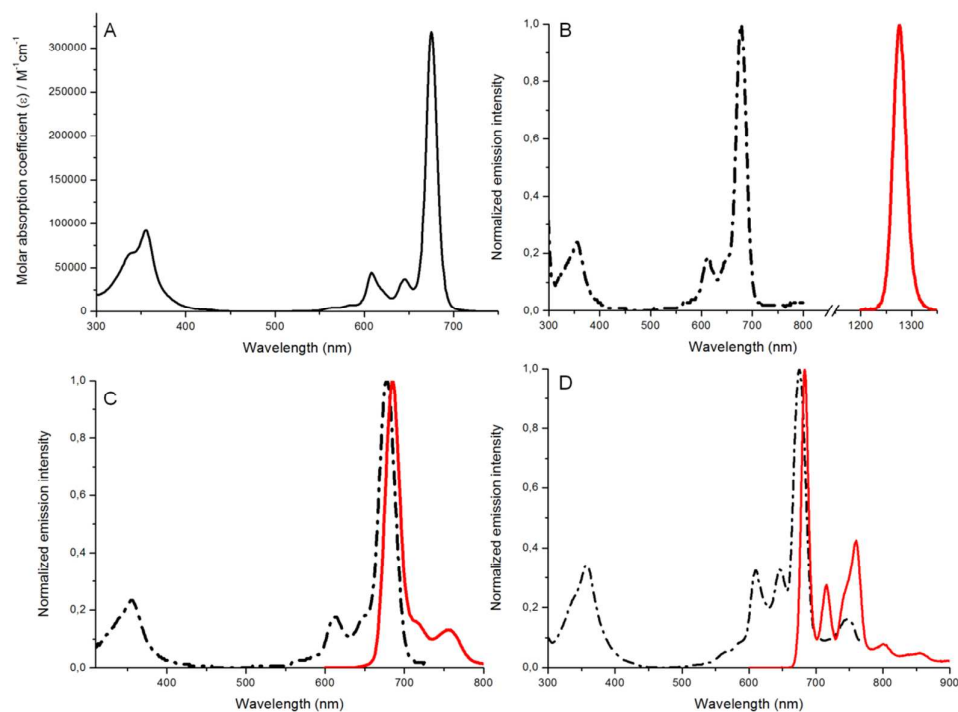 A
Molar absorption coefficient (ε) / M⁻¹cm⁻¹
300000
250000
200000
150000
100000
50000
0
300 400 500 600 700
Wavelength (nm)
B
Normalized emission intensity
1,0
0,8
0,6
0,4
0,2
0,0
300 400 500 600 700 800 1200 1300
Wavelength (nm)
C
Normalized emission intensity
1,0
0,8
0,6
0,4
0,2
0,0
400 500 600 700 800
Wavelength (nm)
D
Normalized emission intensity
1,0
0,8
0,6
0,4
0,2
0,0
300 400 500 600 700 800 900
Wavelength (nm)